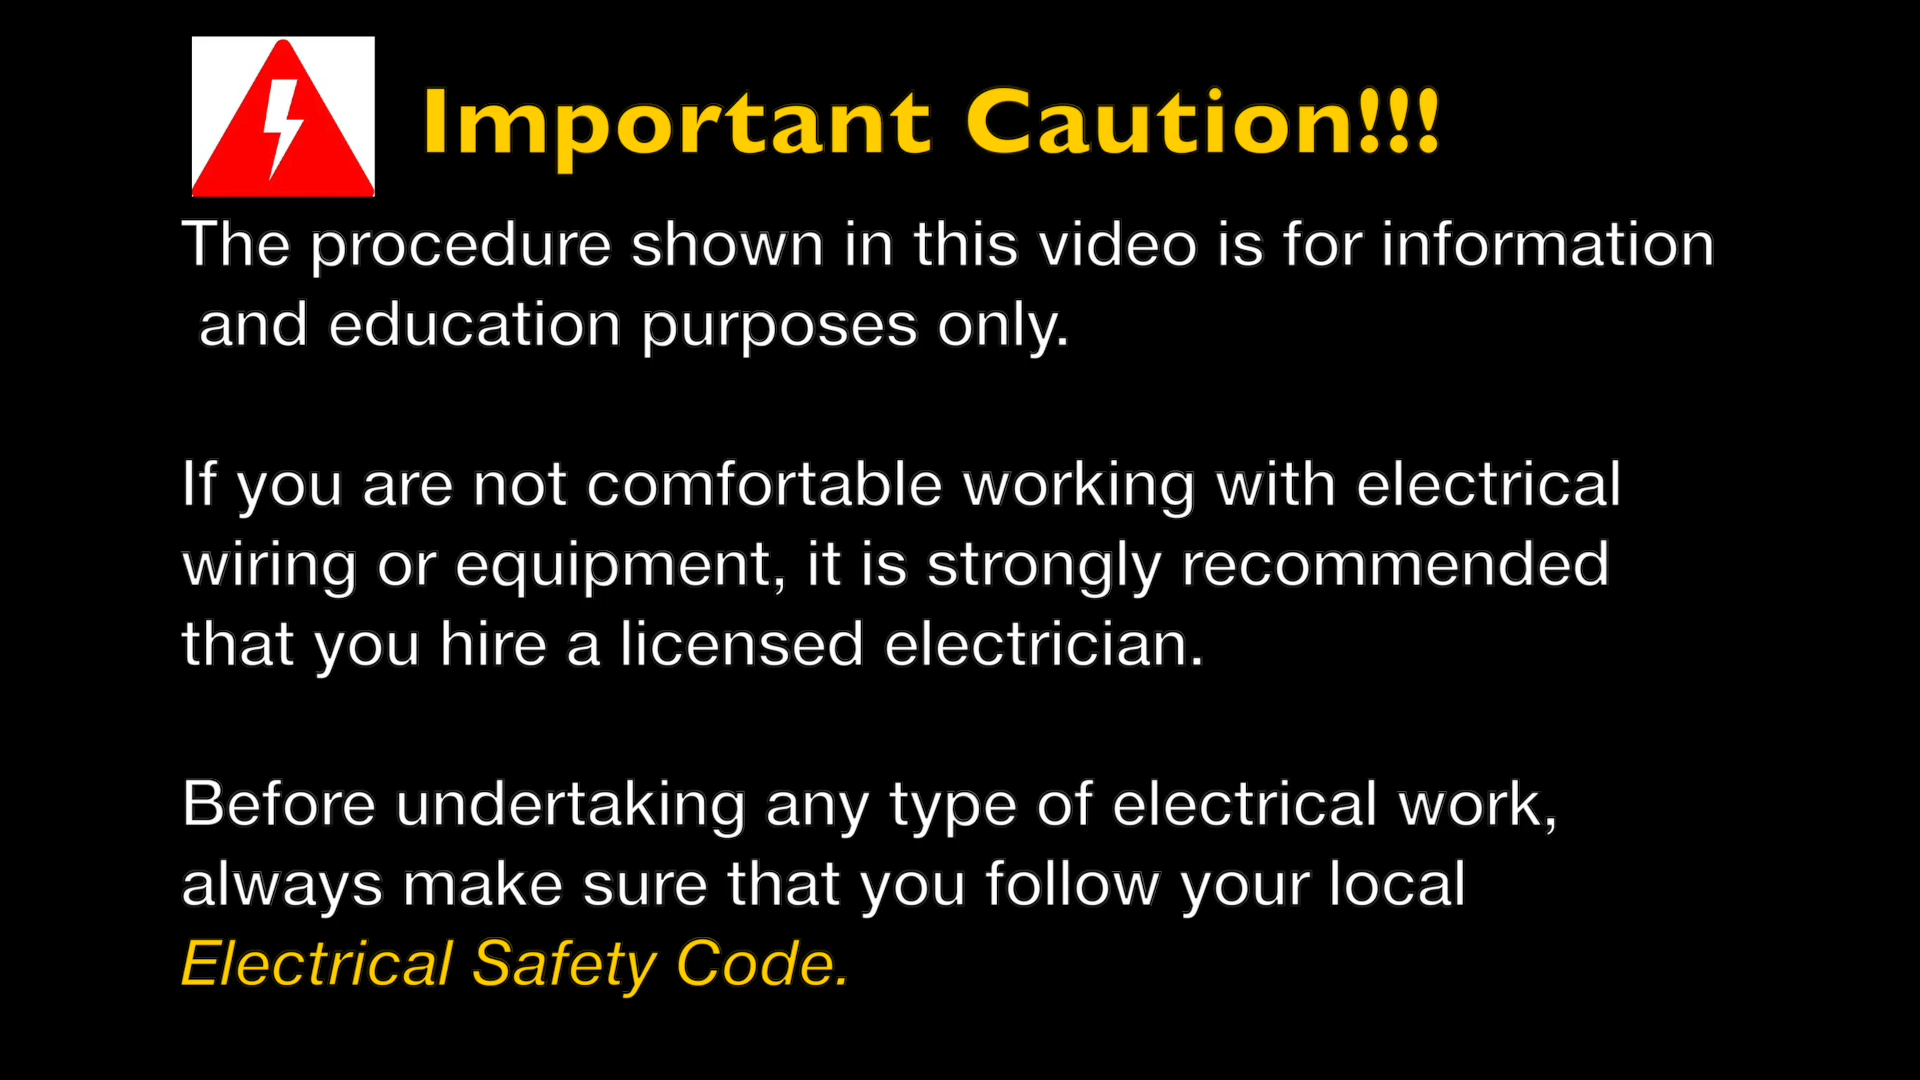 Important Caution!!!
The procedure shown in this video is for information
and education purposes only.
If you are not comfortable working with electrical
wiring or equipment, it is strongly recommended
that you hire a licensed electrician.
Before undertaking any type of electrical work,
always make sure that you follow your local
Electrical Safety Code.